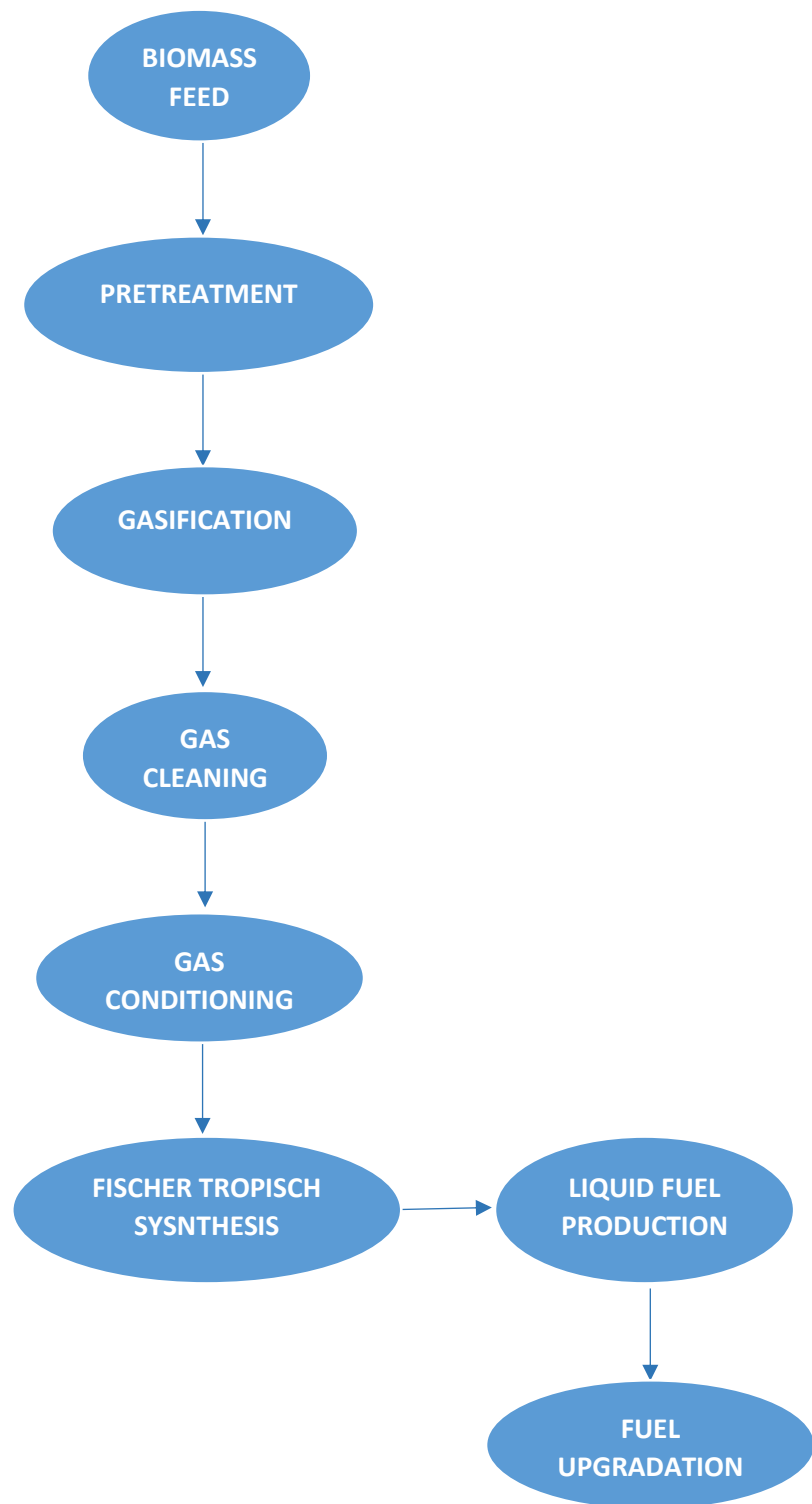 BIOMASS
FEED
PRETREATMENT
GASIFICATION
GAS
CLEANING
GAS
CONDITIONING
FISCHER TROPISCH
SYSNTHESIS
LIQUID FUEL
PRODUCTION
FUEL
UPGRADATION